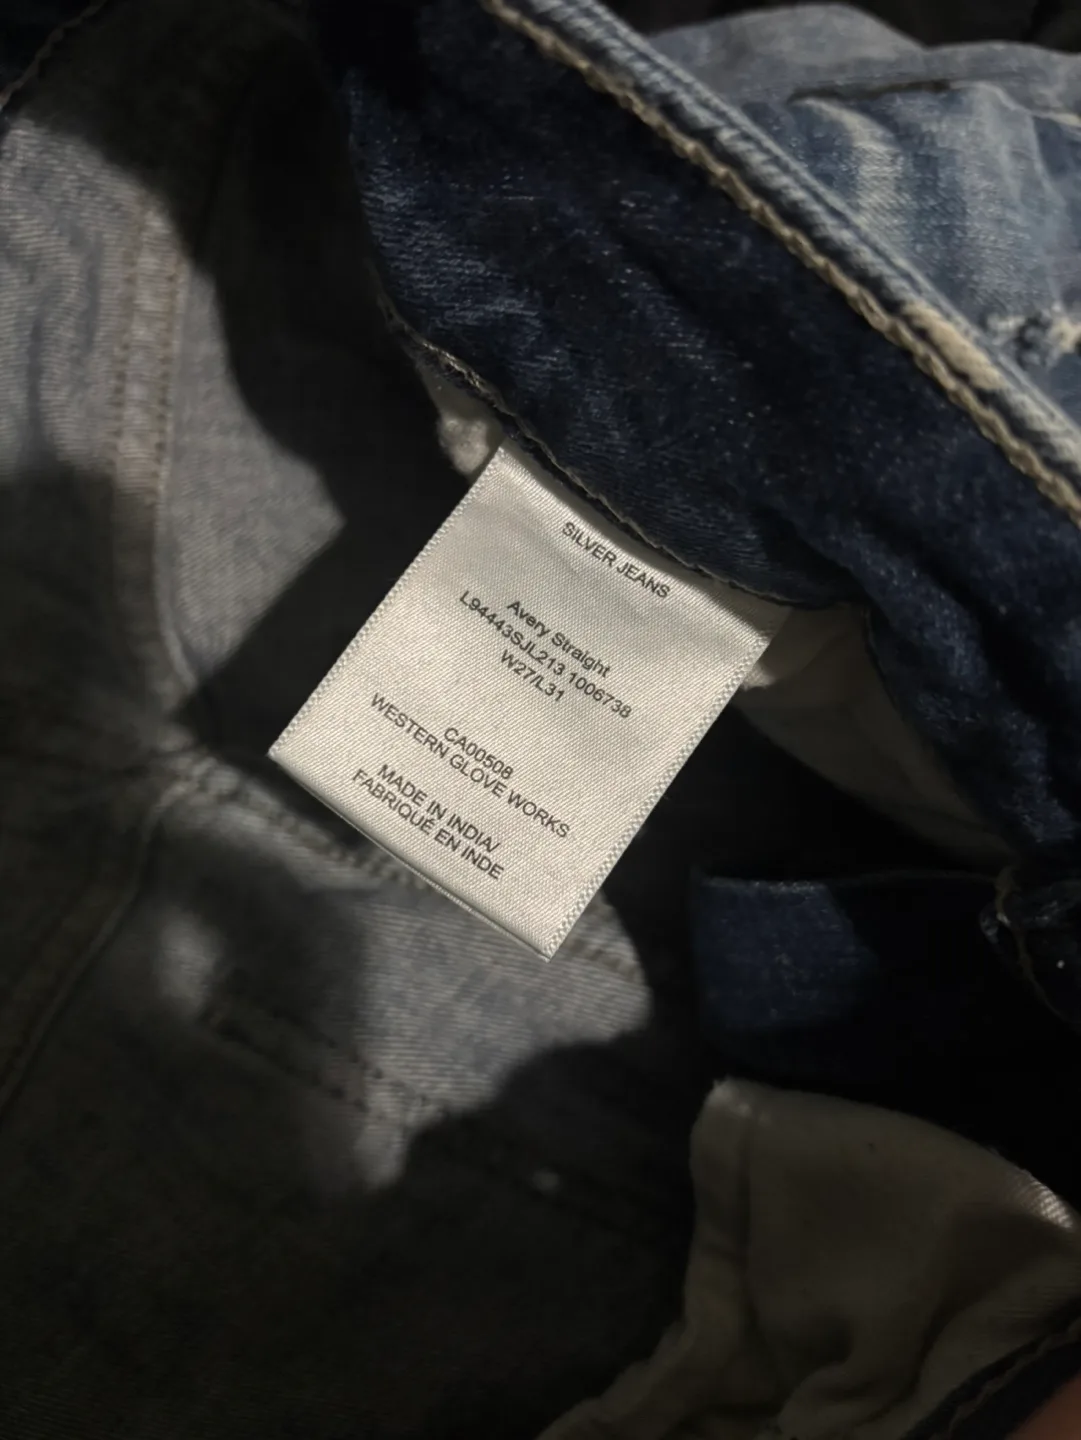 SILVER JEANS
Avery Straight
L94443SJL213 1006738
W27/L31
CA00508
WESTERN GLOVE WORKS
MADE IN INDIA/
FABRIQUÉ EN INDE